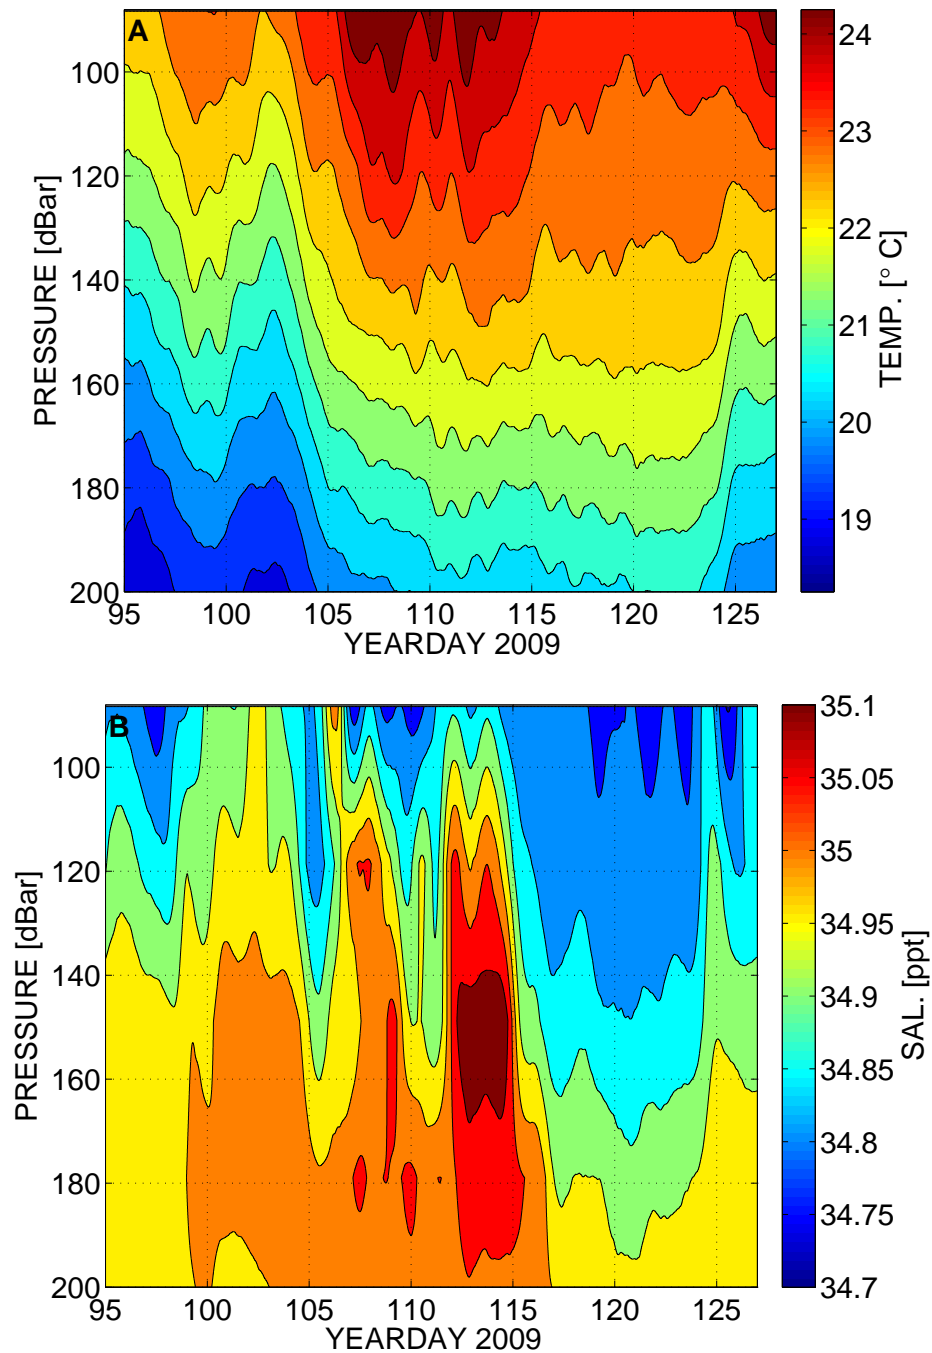 A
100
120
140
160
180
200
PRESSURE [dBar]
95 100 105 110 115 120 125
YEARDAY 2009
24
23
22
21
20
19
TEMP. [° C]
B
100
120
140
160
180
200
PRESSURE [dBar]
95 100 105 110 115 120 125
YEARDAY 2009
35.1
35.05
35
34.95
34.9
34.85
34.8
34.75
34.7
SAL. [ppt]